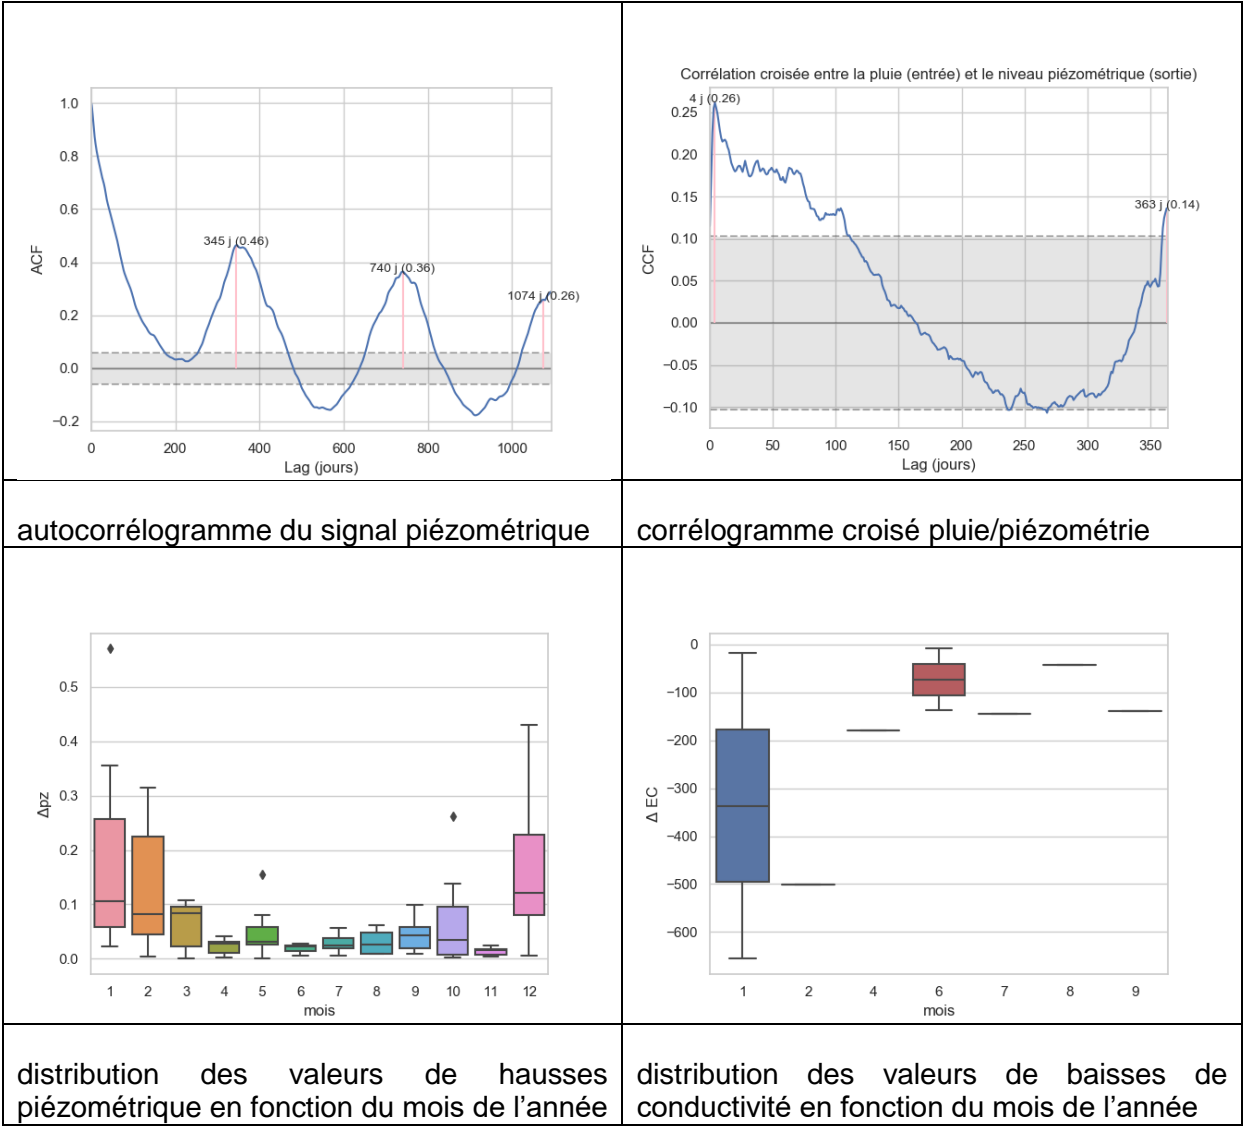 1.0
0.8
0.6
0.4
0.2
0.0
−0.2
ACF
345 j (0.46)
740 j (0.36)
1074 j (0.26)
0 200 400 600 800 1000
Lag (jours)
autocorrélogramme du signal piézométrique
Corrélation croisée entre la pluie (entrée) et le niveau piézométrique (sortie)
4 j (0.26)
0.25
0.20
0.15
0.10
0.05
0.00
−0.05
−0.10
CCF
363 j (0.14)
0 50 100 150 200 250 300 350
Lag (jours)
corrélogramme croisé pluie/piézométrie
0.5
0.4
0.3
0.2
0.1
0.0
Δpz
1 2 3 4 5 6 7 8 9 10 11 12
mois
distribution des valeurs de hausses
piézométrique en fonction du mois de l’année
0
−100
−200
−300
−400
−500
−600
Δ EC
1 2 4 6 7 8 9
mois
distribution des valeurs de baisses de
conductivité en fonction du mois de l’année